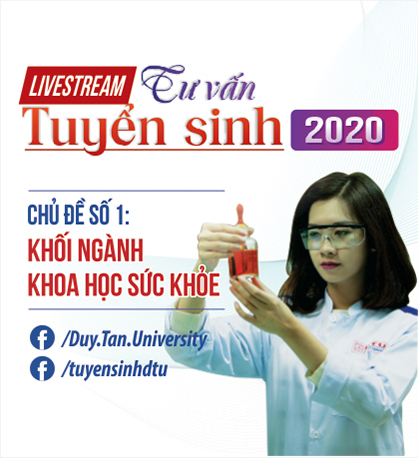 LIVESTREAM Tư vấn
Tuyển sinh 2020
CHỦ ĐỀ SỐ 1:
KHỐI NGÀNH
KHOA HỌC SỨC KHỎE
/Duy.Tan.University
/tuyensinhdtu